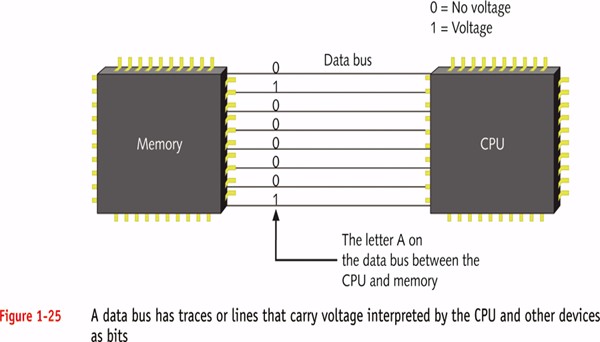 0 = No voltage
1 = Voltage
Data bus
0
1
0
0
0
0
0
1
Memory
CPU
The letter A on
the data bus between the
CPU and memory
Figure 1-25 A data bus has traces or lines that carry voltage interpreted by the CPU and other devices
as bits